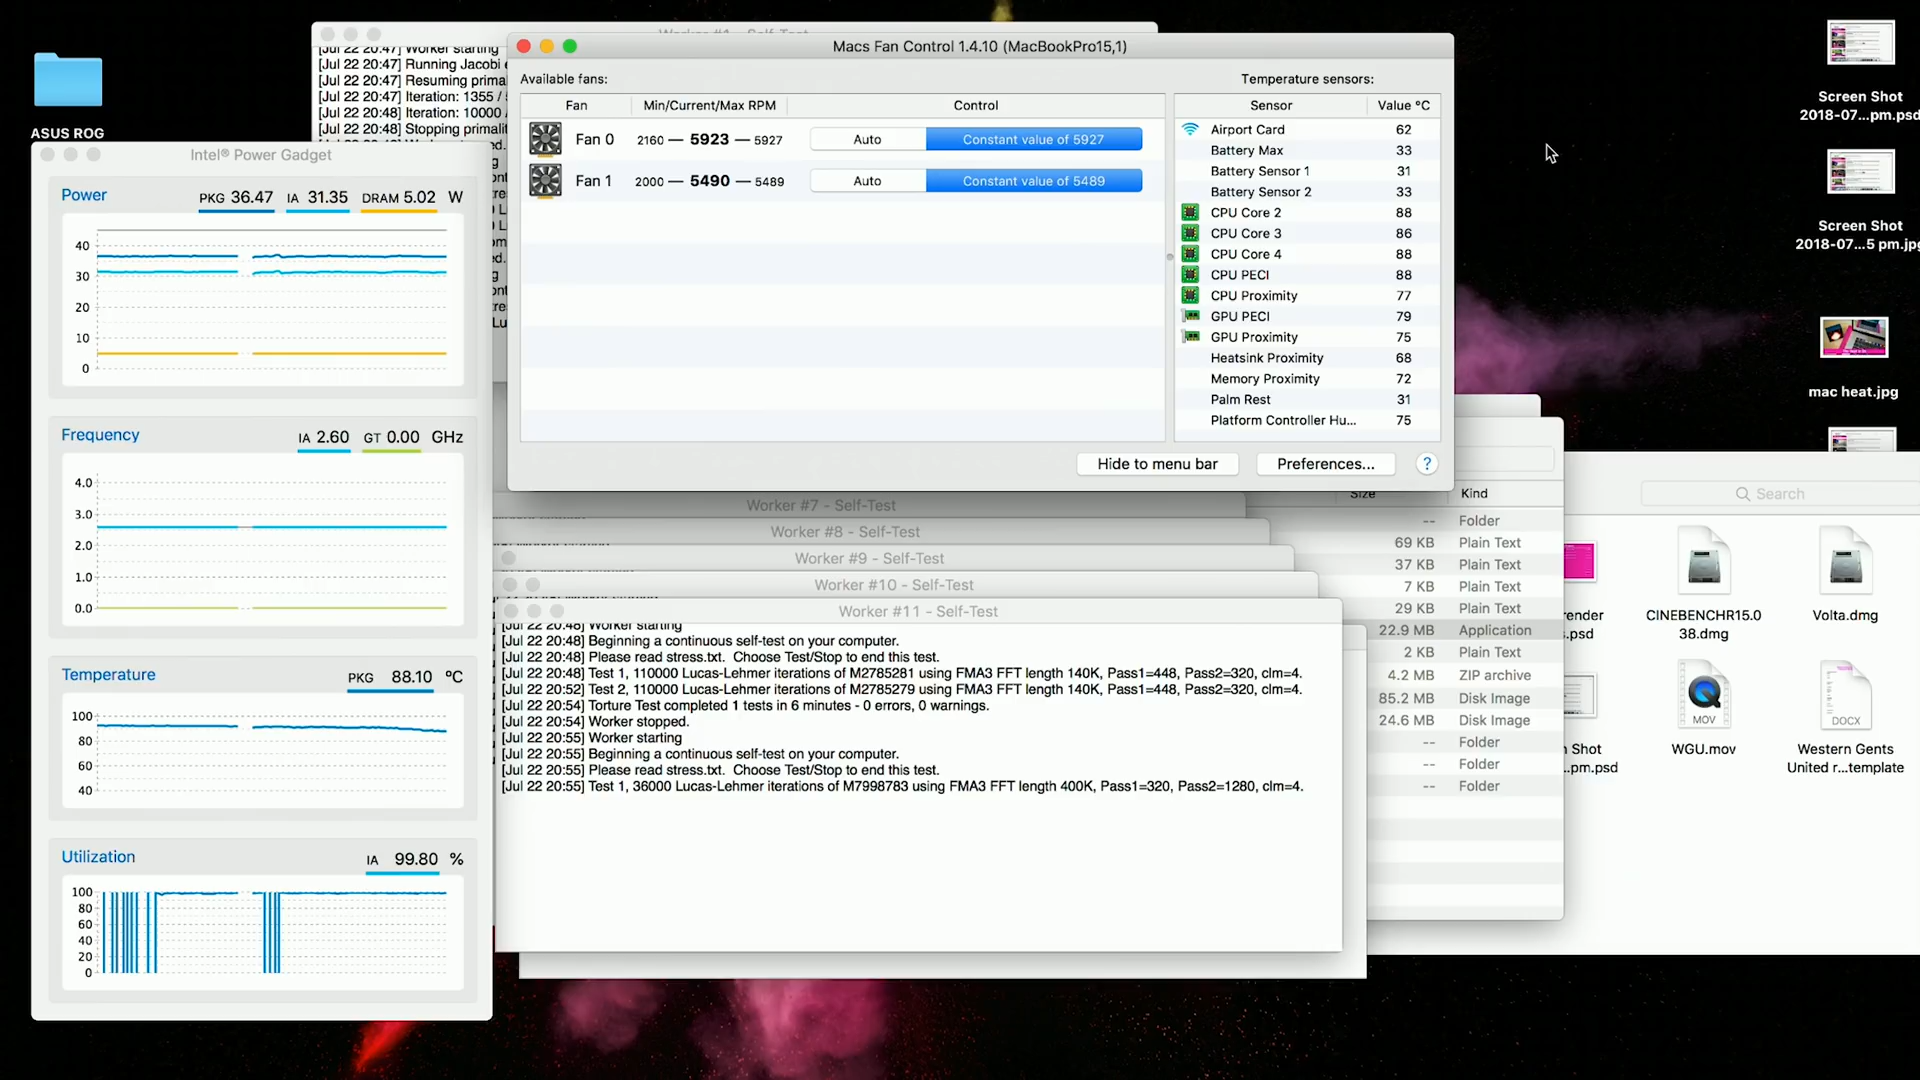 ASUS ROG
[Jul 22 20:47] Worker starting
[Jul 22 20:47] Running Jacobi
[Jul 22 20:47] Resuming prima
[Jul 22 20:47] Iteration: 1355 /
[Jul 22 20:48] Iteration: 10000
[Jul 22 20:48] Stopping primalit
Macs Fan Control 1.4.10 (MacBookPro15,1)
Available fans:
Fan Min/Current/Max RPM Control
Fan 0 2160 — 5923 — 5927 Auto Constant value of 5927
Fan 1 2000 — 5490 — 5489 Auto Constant value of 5489
Temperature sensors:
Sensor Value °C
Airport Card 62
Battery Max 33
Battery Sensor 1 31
Battery Sensor 2 33
CPU Core 2 88
CPU Core 3 86
CPU Core 4 88
CPU PECI 88
CPU Proximity 77
GPU PECI 79
GPU Proximity 75
Heatsink Proximity 68
Memory Proximity 72
Palm Rest 31
Platform Controller Hu... 75
Hide to menu bar Preferences... ?
Intel® Power Gadget
Power PKG 36.47 IA 31.35 DRAM 5.02 W
40
30
20
10
0
Frequency IA 2.60 GT 0.00 GHz
4.0
3.0
2.0
1.0
0.0
Temperature PKG 88.10 ºC
100
80
60
40
Utilization IA 99.80 %
100
80
60
40
20
0
Worker #7 - Self-Test
Worker #8 - Self-Test
Worker #9 - Self-Test
Worker #10 - Self-Test
Worker #11 - Self-Test
[Jul 22 20:48] Worker starting
[Jul 22 20:48] Beginning a continuous self-test on your computer.
[Jul 22 20:48] Please read stress.txt. Choose Test/Stop to end this test.
[Jul 22 20:48] Test 1, 110000 Lucas-Lehmer iterations of M2785281 using FMA3 FFT length 140K, Pass1=448, Pass2=320, clm=4.
[Jul 22 20:52] Test 2, 110000 Lucas-Lehmer iterations of M2785279 using FMA3 FFT length 140K, Pass1=448, Pass2=320, clm=4.
[Jul 22 20:54] Torture Test completed 1 tests in 6 minutes - 0 errors, 0 warnings.
[Jul 22 20:54] Worker stopped.
[Jul 22 20:55] Worker starting
[Jul 22 20:55] Beginning a continuous self-test on your computer.
[Jul 22 20:55] Please read stress.txt. Choose Test/Stop to end this test.
[Jul 22 20:55] Test 1, 36000 Lucas-Lehmer iterations of M7998783 using FMA3 FFT length 400K, Pass1=320, Pass2=1280, clm=4.
Size Kind
-- Folder
69 KB Plain Text
37 KB Plain Text
7 KB Plain Text
29 KB Plain Text
22.9 MB Application
2 KB Plain Text
4.2 MB ZIP archive
85.2 MB Disk Image
24.6 MB Disk Image
-- Folder
-- Folder
-- Folder
Screen Shot
2018-07...pm.psd
Screen Shot
2018-07...5 pm.jpg
mac heat.jpg
Search
render
.psd
CINEBENCHR15.0
38.dmg
Volta.dmg
Shot
...pm.psd
MOV
WGU.mov
DOCX
Western Gents
United r...template